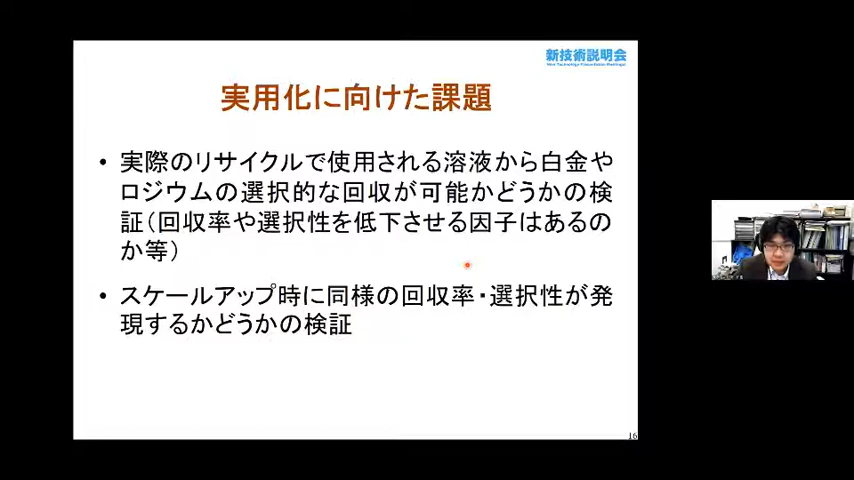 新技術説明会
New Technology Presentation Meetings!
実用化に向けた課題
• 実際のリサイクルで使用される溶液から白金や
ロジウムの選択的な回収が可能かどうかの検
証(回収率や選択性を低下させる因子はあるの
か等)
• スケールアップ時に同様の回収率・選択性が発
現するかどうかの検証
16